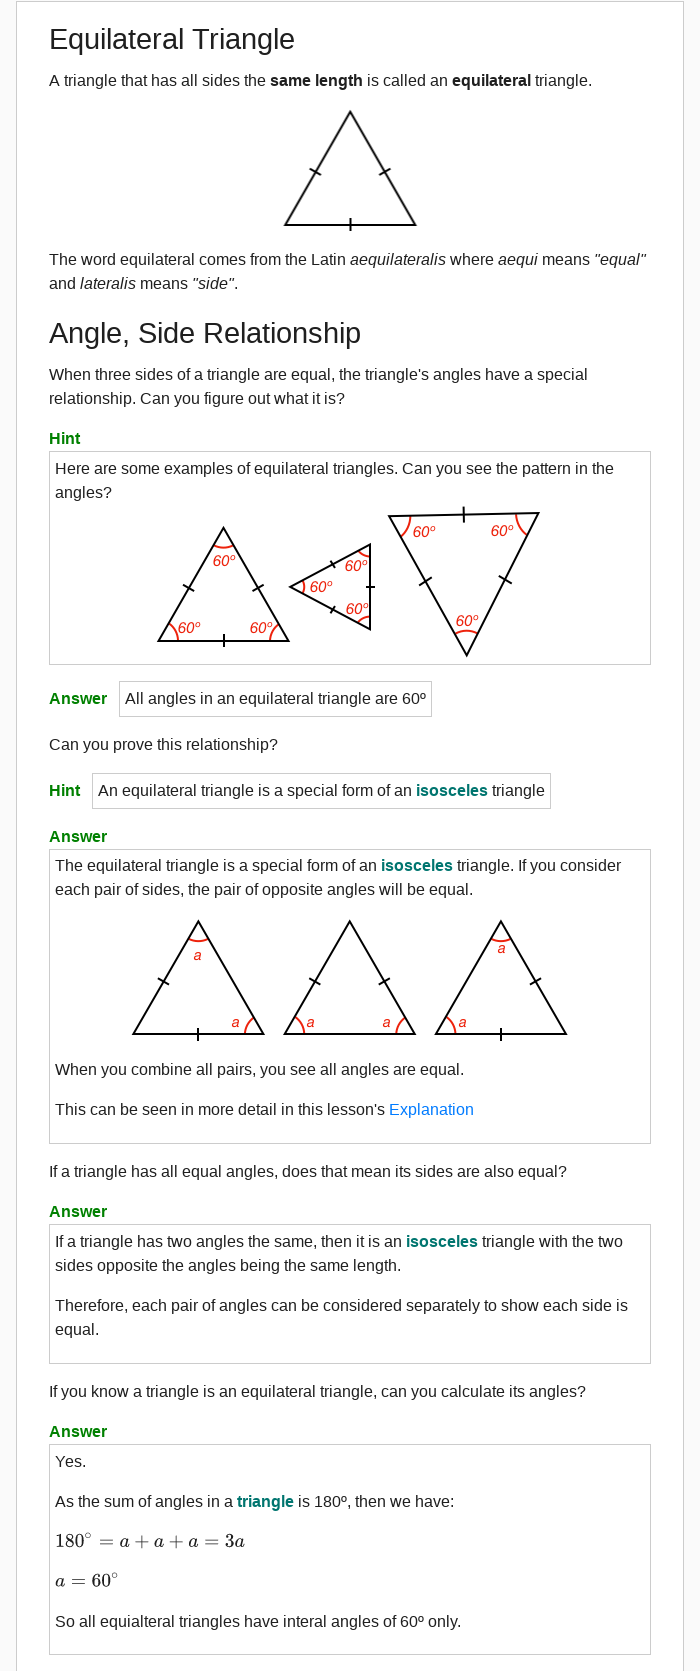 Equilateral Triangle
A triangle that has all sides the same length is called an equilateral triangle.
The word equilateral comes from the Latin aequilateralis where aequi means "equal"
and lateralis means "side".
Angle, Side Relationship
When three sides of a triangle are equal, the triangle's angles have a special
relationship. Can you figure out what it is?
Hint
Here are some examples of equilateral triangles. Can you see the pattern in the
angles?
60º
60º
60º
60º
60º
60º
60º
60º
60º
Answer All angles in an equilateral triangle are 60º
Can you prove this relationship?
Hint An equilateral triangle is a special form of an isosceles triangle
Answer
The equilateral triangle is a special form of an isosceles triangle. If you consider
each pair of sides, the pair of opposite angles will be equal.
a
a
a
a
a
a
When you combine all pairs, you see all angles are equal.
This can be seen in more detail in this lesson's Explanation
If a triangle has all equal angles, does that mean its sides are also equal?
Answer
If a triangle has two angles the same, then it is an isosceles triangle with the two
sides opposite the angles being the same length.
Therefore, each pair of angles can be considered separately to show each side is
equal.
If you know a triangle is an equilateral triangle, can you calculate its angles?
Answer
Yes.
As the sum of angles in a triangle is 180º, then we have:
180° = a + a + a = 3a
a = 60°
So all equialteral triangles have interal angles of 60º only.